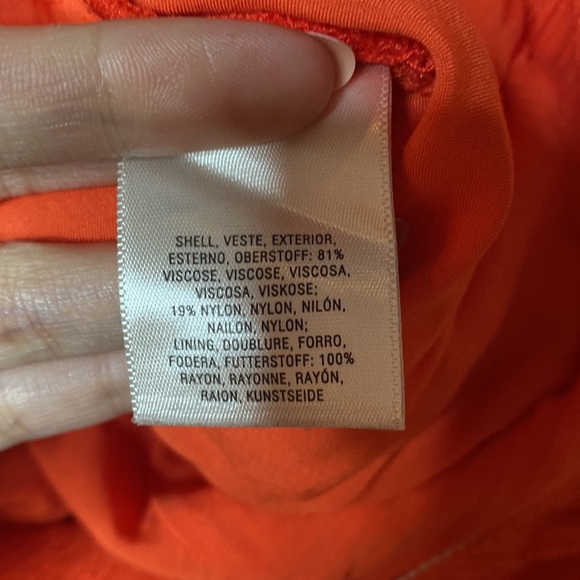 SHELL, VESTE, EXTERIOR,
ESTERNO, OBERSTOFF: 81%
VISCOSE, VISCOSE, VISCOSA,
VISCOSA, VISKOSE;
19% NYLON, NYLON, NILÓN,
NAILON, NYLON;
LINING, DOUBLURE, FORRO,
FODERA, FUTTERSTOFF: 100%
RAYON, RAYONNE, RAYÓN,
RAION, KUNSTSEIDE